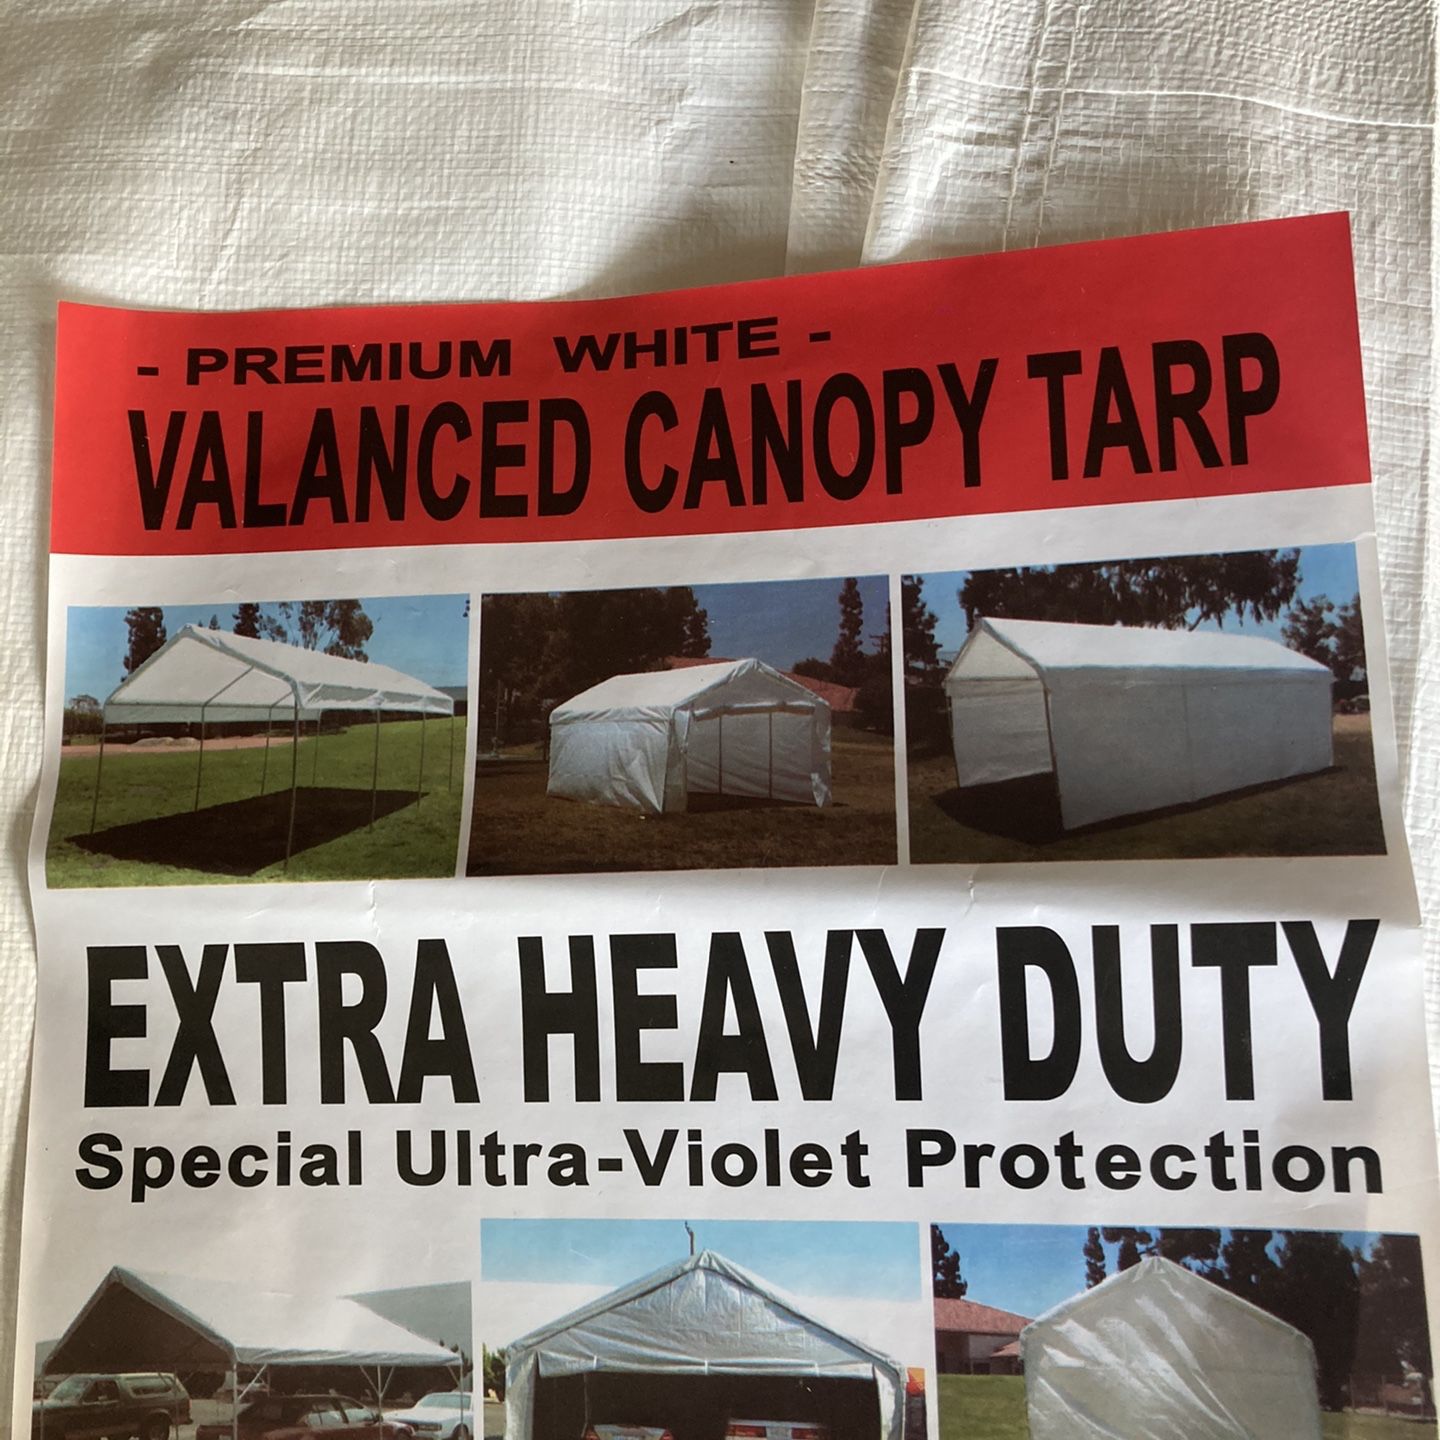 - PREMIUM WHITE -
VALANCED CANOPY TARP
EXTRA HEAVY DUTY
Special Ultra-Violet Protection